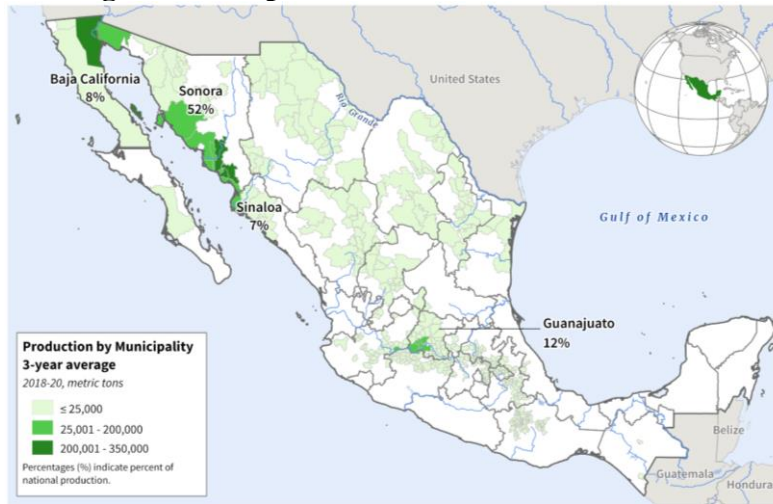 United States
Baja California
8%
Sonora
52%
Rio Grande
Sinaloa
7%
Gulf of Mexico
Guanajuato
12%
Production by Municipality
3-year average
2018-20, metric tons
≤ 25,000
25,001 - 200,000
200,001 - 350,000
Percentages (%) indicate percent of
national production.
Belize
Guatemala
Hondura